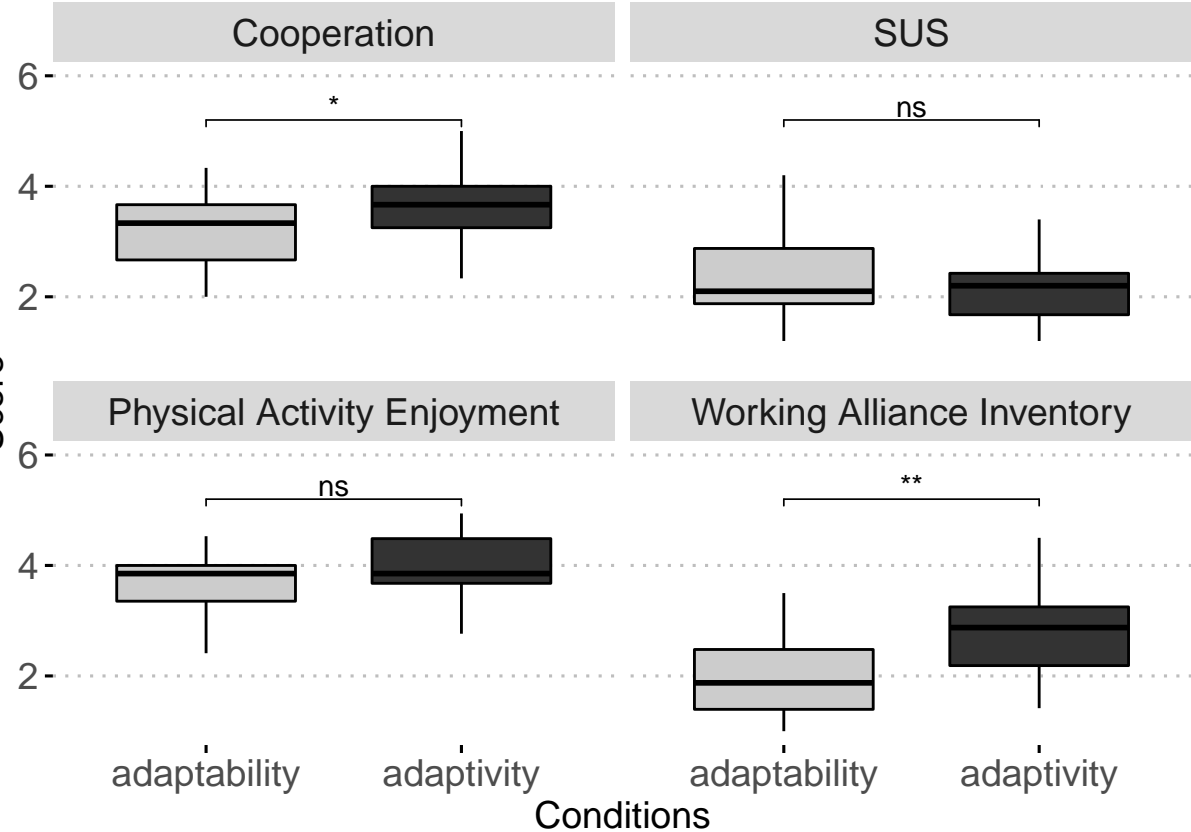 Cooperation
SUS
6
*
ns
4
2
Physical Activity Enjoyment
Working Alliance Inventory
6
ns
**
4
2
adaptability
adaptivity
adaptability
adaptivity
Conditions